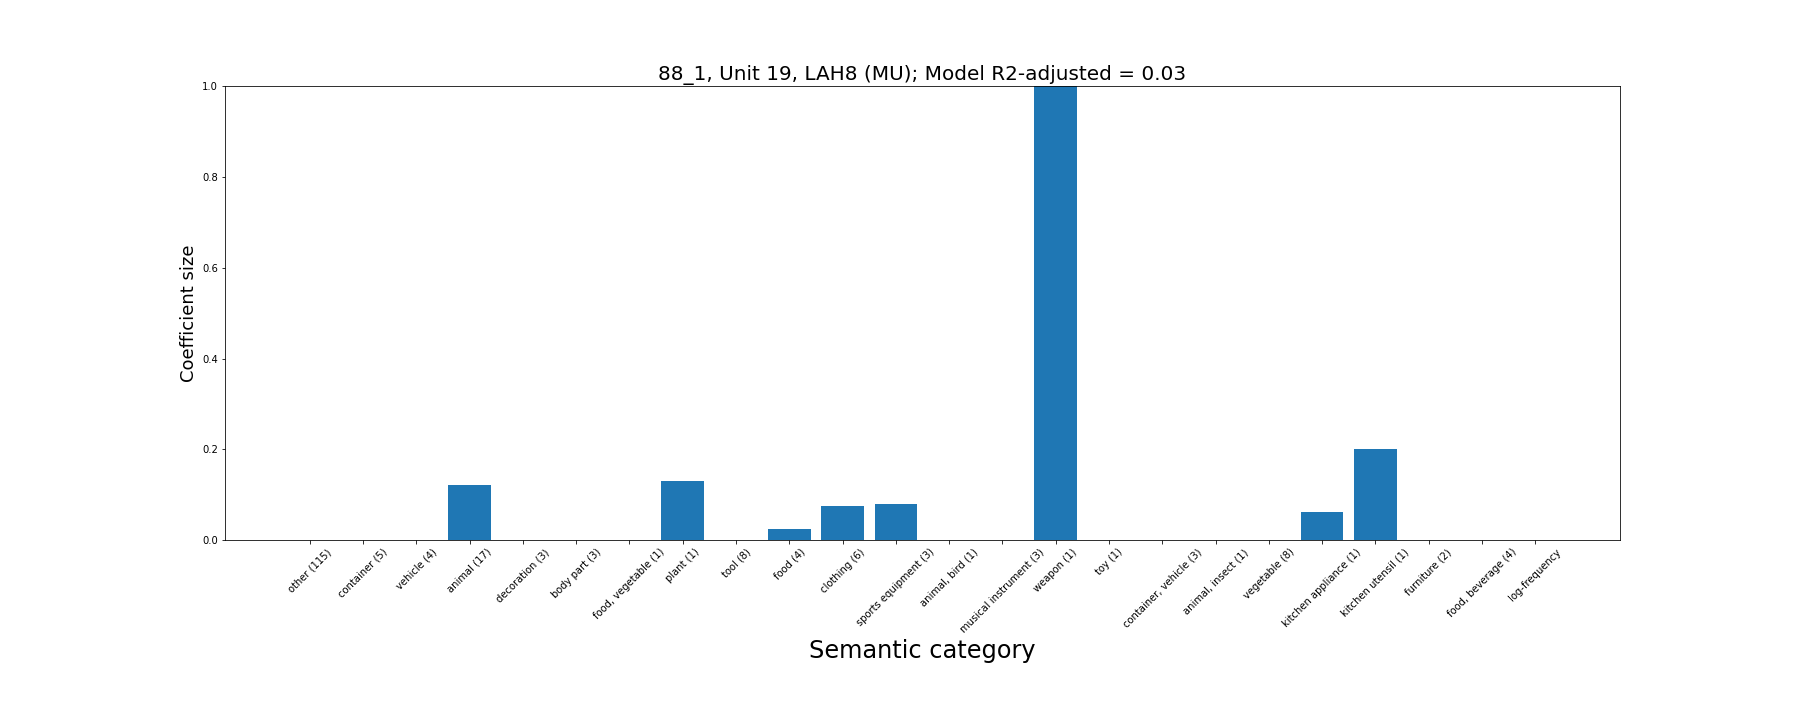 88_1, Unit 19, LAH8 (MU); Model R2-adjusted = 0.03
Coefficient size
1.0
0.8
0.6
0.4
0.2
0.0
other (115)
container (5)
vehicle (4)
animal (17)
decoration (3)
body part (3)
food, vegetable (1)
plant (1)
tool (8)
food (4)
clothing (6)
sports equipment (3)
animal, bird (1)
musical instrument (3)
weapon (1)
toy (1)
container, vehicle (3)
animal, insect (1)
vegetable (8)
kitchen appliance (1)
kitchen utensil (1)
furniture (2)
food, beverage (4)
log-frequency
Semantic category